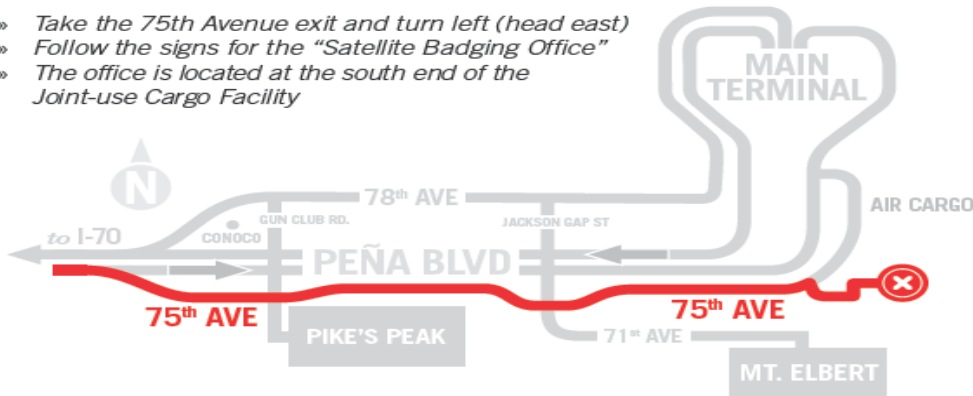 » Take the 75th Avenue exit and turn left (head east)
» Follow the signs for the “Satellite Badging Office”
» The office is located at the south end of the
Joint-use Cargo Facility
MAIN
TERMINAL
N
78th AVE
AIR CARGO
GUN CLUB RD.
JACKSON GAP ST
to I-70
CONOCO
PEÑA BLVD
75th AVE
75th AVE
PIKE'S PEAK
71st AVE
MT. ELBERT